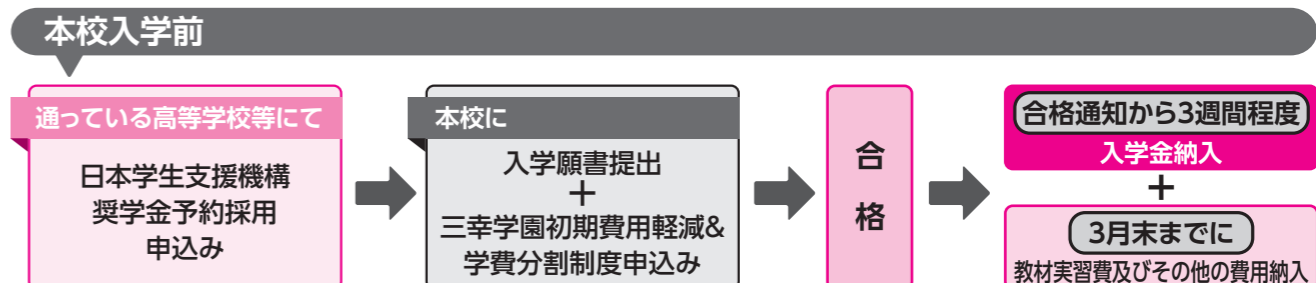 本校入学前
通っている高等学校等にて
日本学生支援機構
奨学金予約採用
申込み
本校に
入学願書提出
+
三幸学園初期費用軽減&
学費分割制度申込み
合
格
合格通知から3週間程度
入学金納入
+
3月末までに
教材実習費及びその他の費用納入